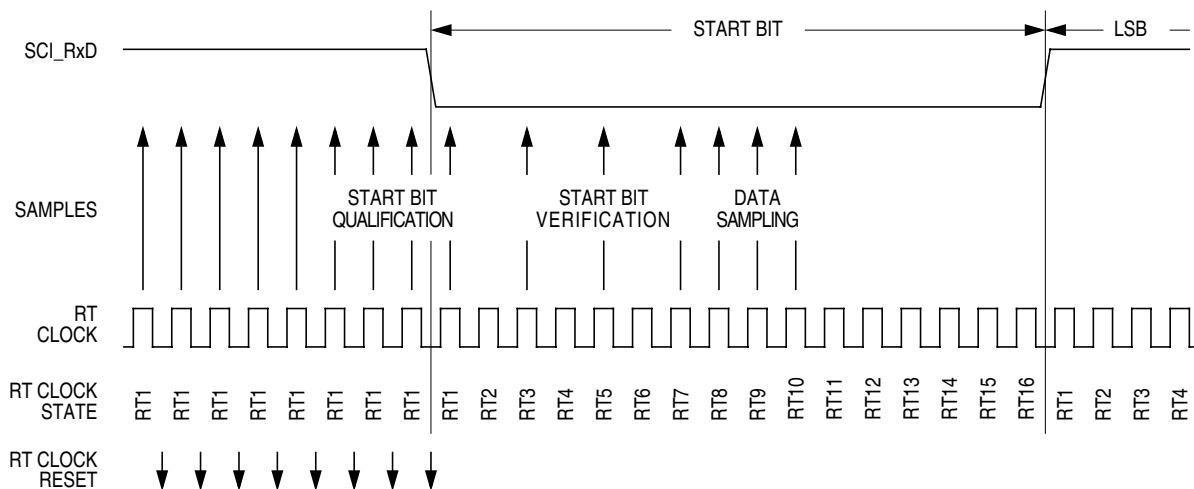 START BIT
LSB
SCI_RxD
SAMPLES
START BIT
QUALIFICATION
START BIT
VERIFICATION
DATA
SAMPLING
RT
CLOCK
RT CLOCK
STATE
RT1 RT1 RT1 RT1 RT1 RT1 RT1 RT1 RT1 RT2 RT3 RT4 RT5 RT6 RT7 RT8 RT9 RT10 RT11 RT12 RT13 RT14 RT15 RT16 RT1 RT2 RT3 RT4
RT CLOCK
RESET